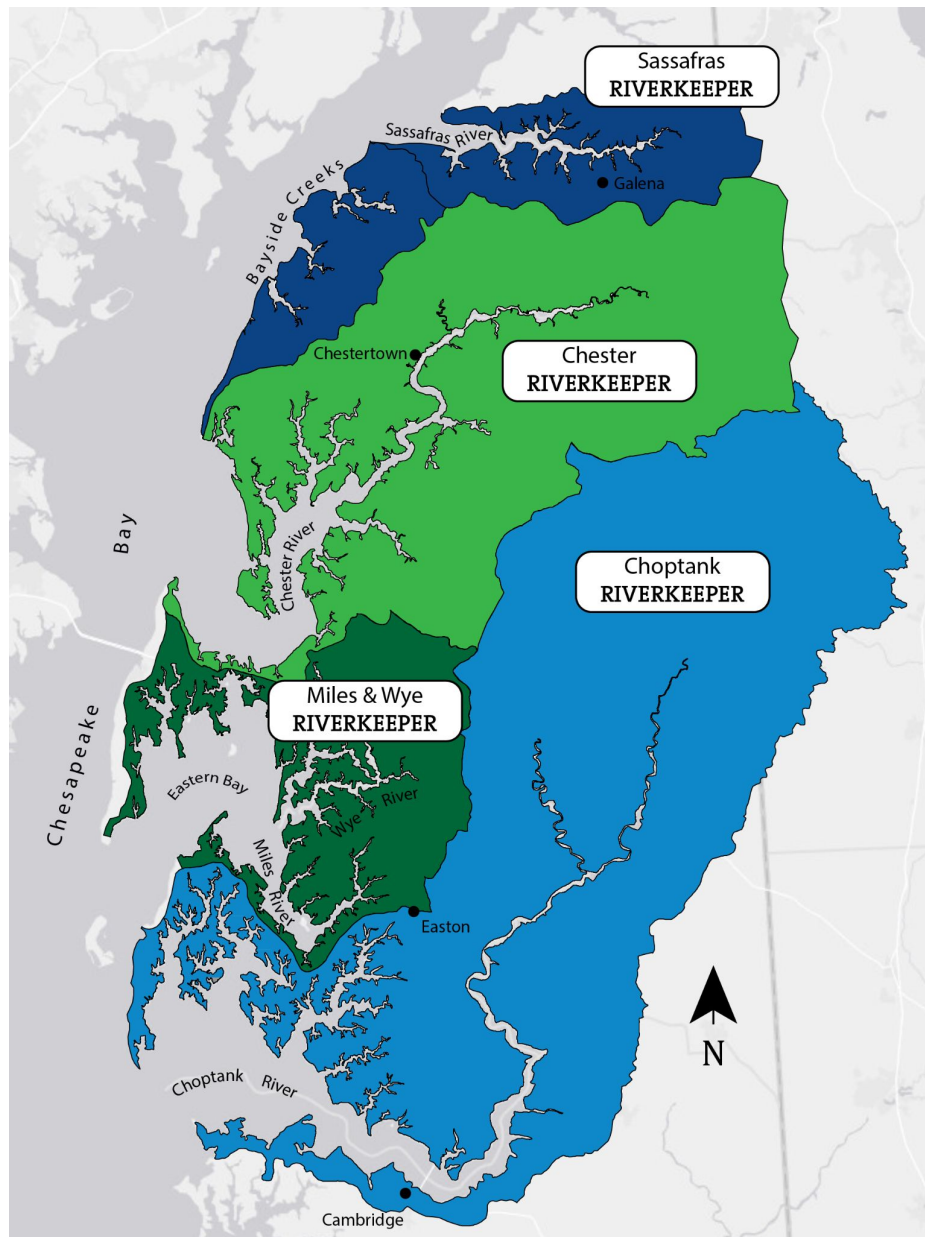 Sassafras
RIVERKEEPER
Sassafras River
Galena
Bayside Creeks
Chestertown
Chester
RIVERKEEPER
Chester River
Bay
Choptank
RIVERKEEPER
Miles & Wye
RIVERKEEPER
Chesapeake
Eastern Bay
Wye River
Miles River
Easton
N
Choptank River
Cambridge